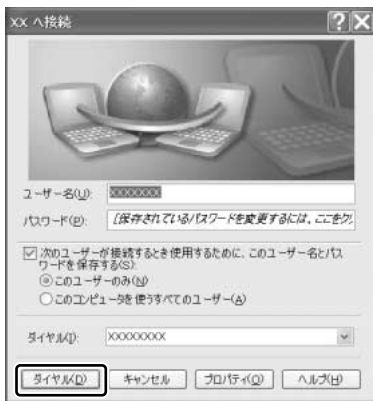 xx へ接続
ユーザー名(U):
XXXXXXXX
パスワード(P):
[保存されているパスワードを変更するには、ここをク
次のユーザーが接続するとき使用するために、このユーザー名とパス
ワードを保存する(S):
このユーザーのみ(N)
このコンピュータを使うすべてのユーザー(A)
ダイヤル(I):
XXXXXXXX
ダイヤル(D) キャンセル プロパティ(O) ヘルプ(H)